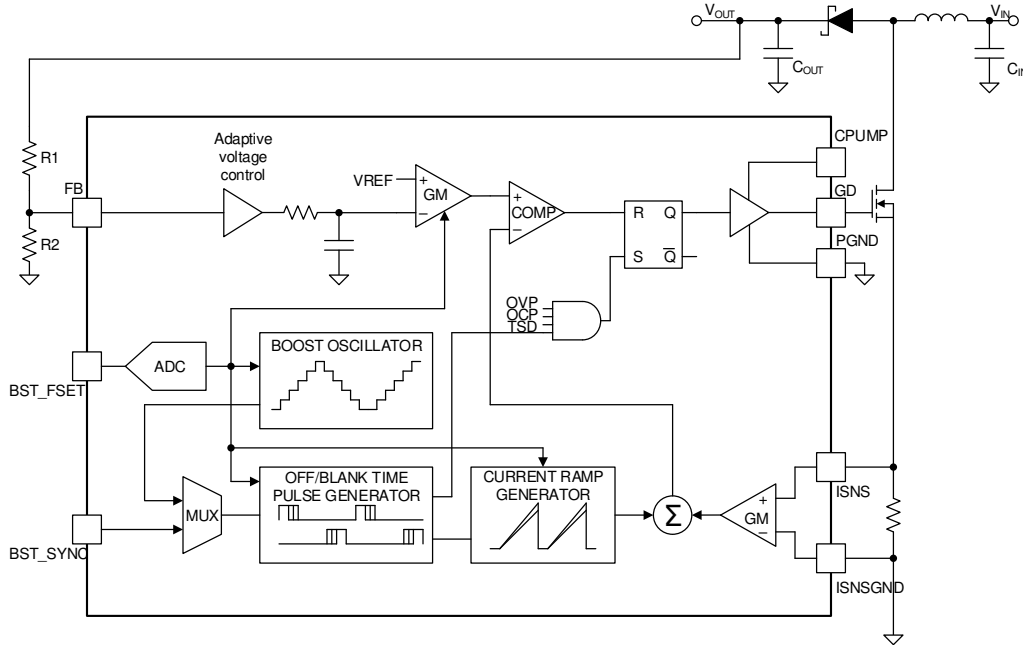 VOUT
VIN
COUT
CIN
Adaptive
voltage
control
CPUMP
R1
VREF
+
GM
−
+
COMP
−
R
Q
S
Q
GD
FB
R2
PGND
OVP
OCP
TSD
BOOST OSCILLATOR
ADC
BST_FSET
OFF/BLANK TIME
PULSE GENERATOR
CURRENT RAMP
GENERATOR
ISNS
MUX
Σ
+
GM
−
BST_SYNC
ISNSGND